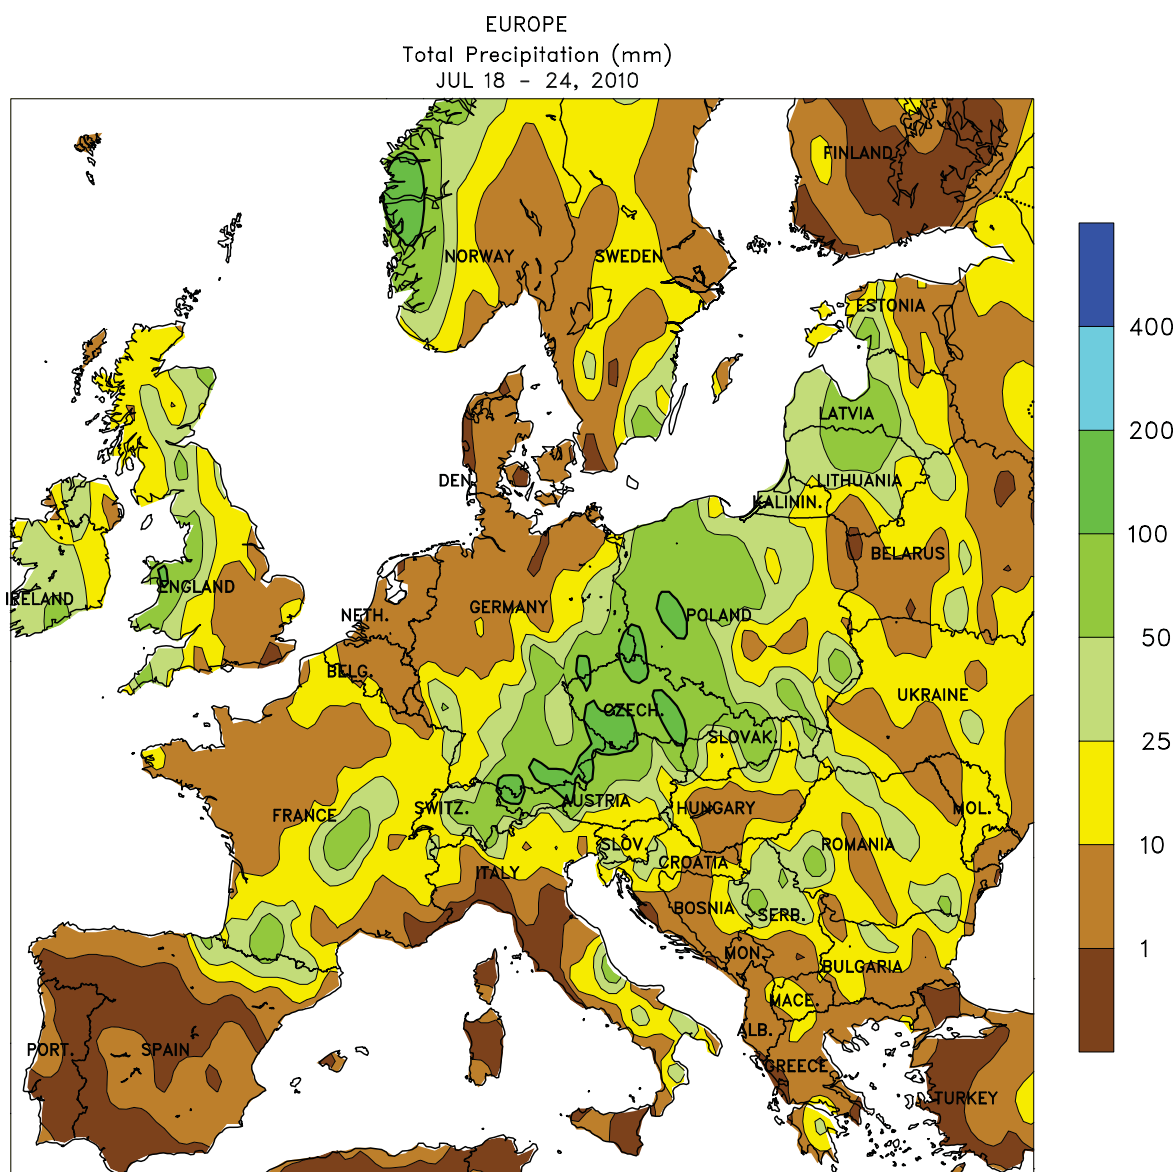 EUROPE
Total Precipitation (mm)
JUL 18 - 24, 2010
FINLAND
NORWAY
SWEDEN
ESTONIA
400
LATVIA
200
DEN.
LITHUANIA
KALININ.
100
BELARUS
ENGLAND
IRELAND
NETH.
GERMANY
POLAND
50
BELG.
UKRAINE
CZECH.
SLOVAK.
25
AUSTRIA
FRANCE
SWITZ.
HUNGARY
MOL.
SLOV.
ROMANIA
10
CROATIA
ITALY
BOSNIA
SERB.
MON.
1
BULGARIA
MACE.
ALB.
PORT.
SPAIN
GREECE
TURKEY